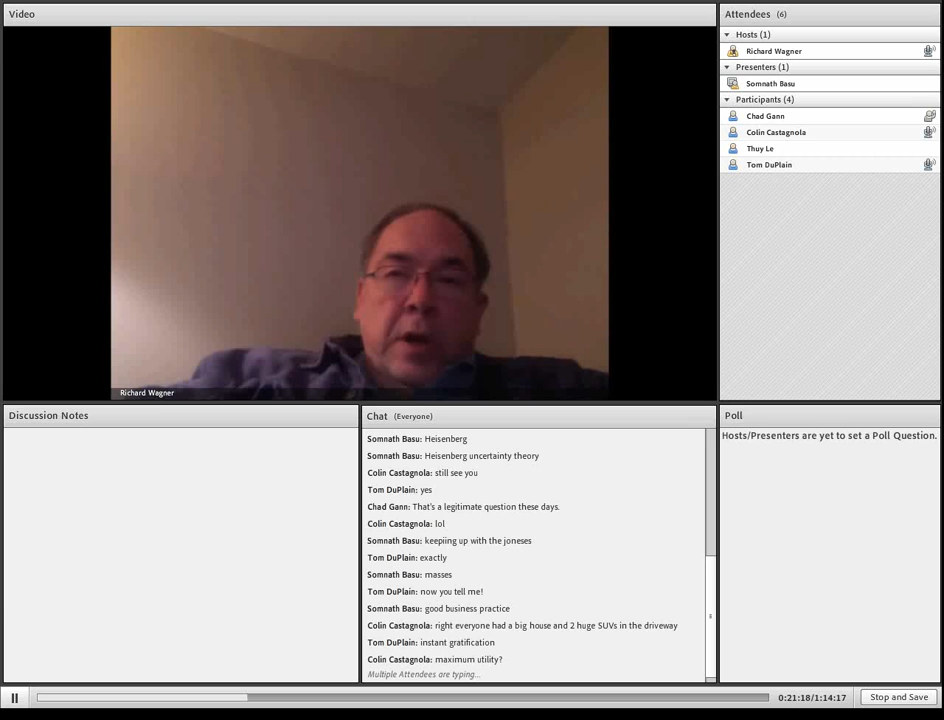 Video
Richard Wagner
Attendees (6)
Hosts (1)
Richard Wagner
Presenters (1)
Somnath Basu
Participants (4)
Chad Gann
Colin Castagnola
Thuy Le
Tom DuPlain
Discussion Notes
Chat (Everyone)
Somnath Basu: Heisenberg
Somnath Basu: Heisenberg uncertainty theory
Colin Castagnola: still see you
Tom DuPlain: yes
Chad Gann: That's a legitimate question these days.
Colin Castagnola: lol
Somnath Basu: keepiing up with the joneses
Tom DuPlain: exactly
Somnath Basu: masses
Tom DuPlain: now you tell me!
Somnath Basu: good business practice
Colin Castagnola: right everyone had a big house and 2 huge SUVs in the driveway
Tom DuPlain: instant gratification
Colin Castagnola: maximum utility?
Multiple Attendees are typing...
Poll
Hosts/Presenters are yet to set a Poll Question.
0:21:18/1:14:17
Stop and Save